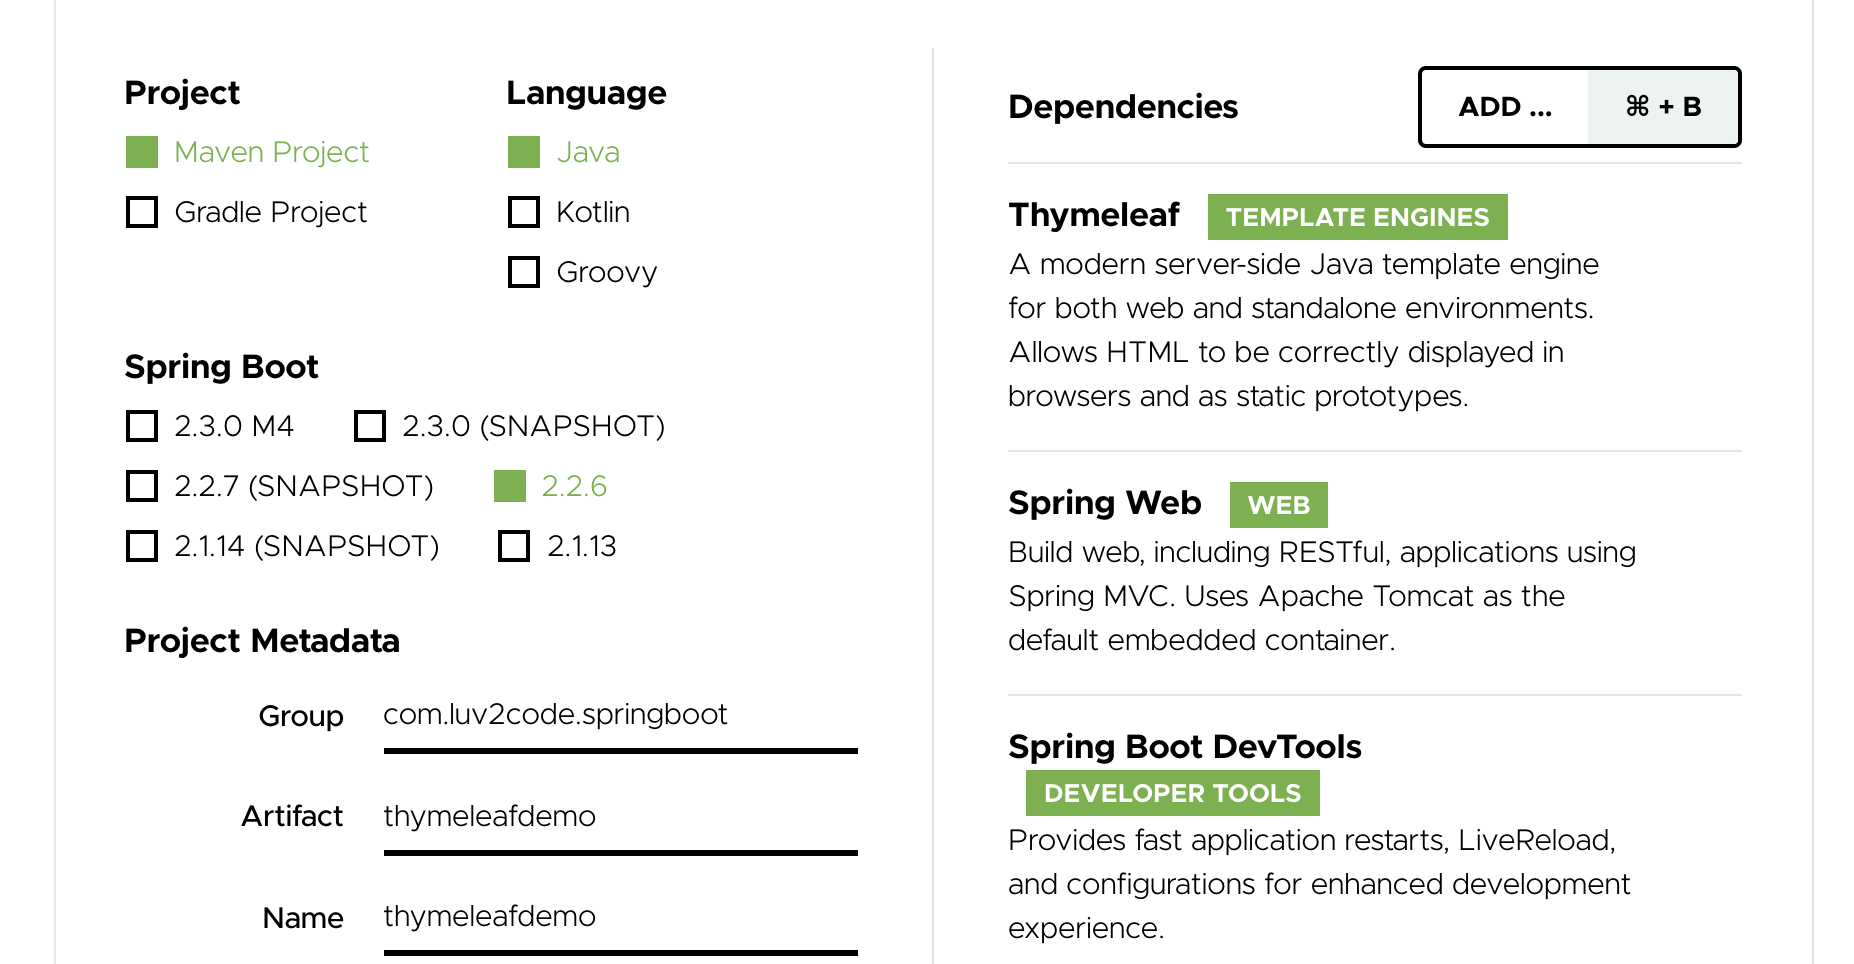 Project
Maven Project
Gradle Project
Language
Java
Kotlin
Groovy
Spring Boot
2.3.0 M4 2.3.0 (SNAPSHOT)
2.2.7 (SNAPSHOT) 2.2.6
2.1.14 (SNAPSHOT) 2.1.13
Project Metadata
Group com.luv2code.springboot
Artifact thymeleafdemo
Name thymeleafdemo
Dependencies ADD ... ⌘ + B
Thymeleaf TEMPLATE ENGINES
A modern server-side Java template engine
for both web and standalone environments.
Allows HTML to be correctly displayed in
browsers and as static prototypes.
Spring Web WEB
Build web, including RESTful, applications using
Spring MVC. Uses Apache Tomcat as the
default embedded container.
Spring Boot DevTools
DEVELOPER TOOLS
Provides fast application restarts, LiveReload,
and configurations for enhanced development
experience.